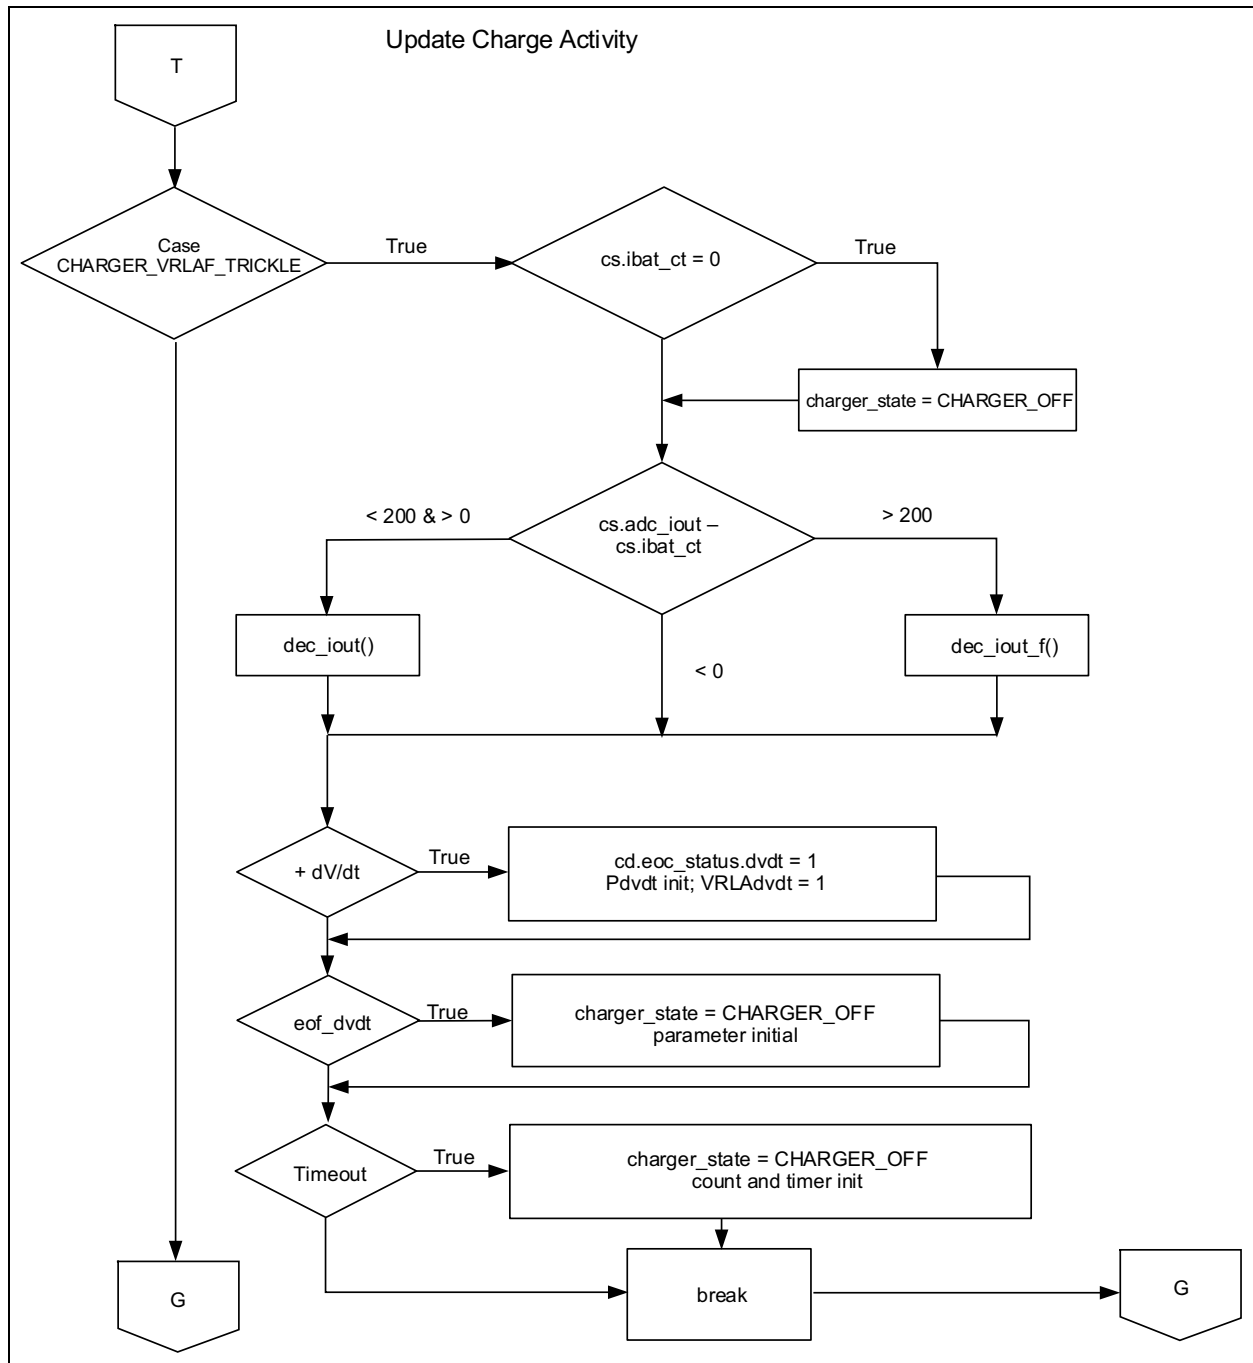 Update Charge Activity
T
Case
CHARGER_VRLAF_TRICKLE
True
cs.ibat_ct = 0
True
charger_state = CHARGER_OFF
< 200 & > 0
cs.adc_iout –
cs.ibat_ct
> 200
dec_iout()
< 0
dec_iout_f()
+ dV/dt
True
cd.eoc_status.dvdt = 1
Pdvdt init; VRLAdvdt = 1
eof_dvdt
True
charger_state = CHARGER_OFF
parameter initial
Timeout
True
charger_state = CHARGER_OFF
count and timer init
G
break
G